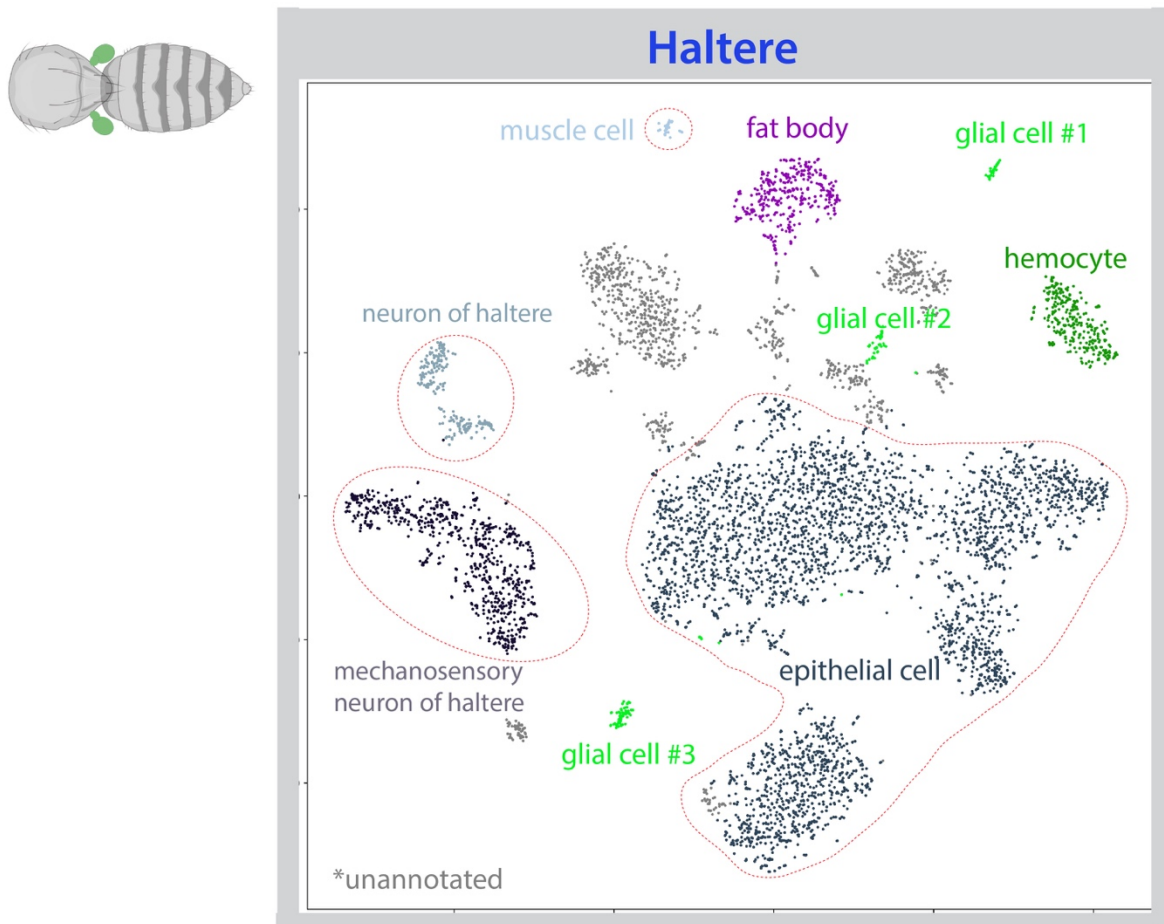 Haltere
muscle cell
fat body
glial cell #1
hemocyte
neuron of haltere
glial cell #2
epithelial cell
mechanosensory
neuron of haltere
glial cell #3
*unannotated